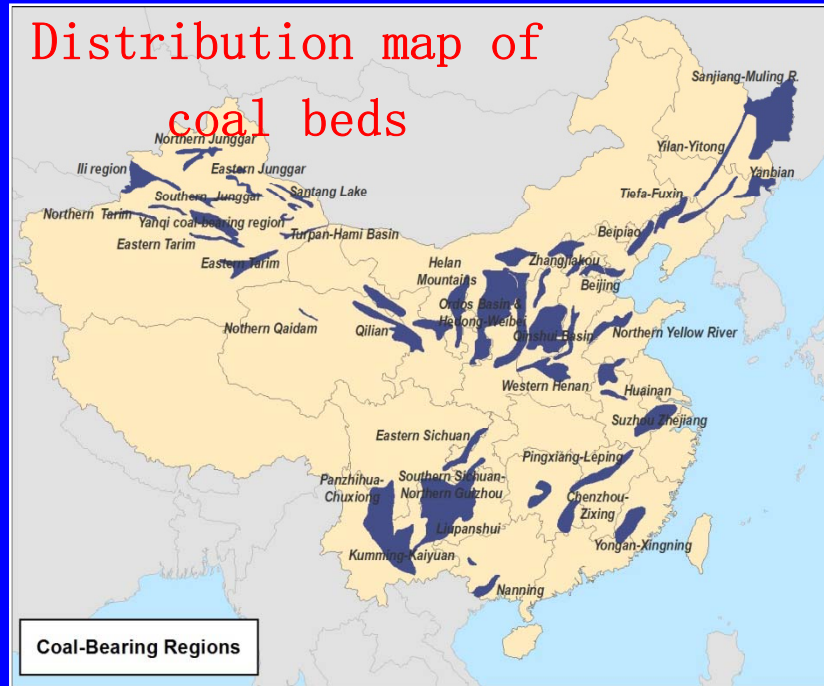 Distribution map of
coal beds
Sanjiang-Muling R.
Northern Junggar
Yilan-Yitong
Ili region
Eastern Junggar
Yanbian
Santang Lake
Tiefa-Fuxin
Southern Junggar
Northern Tarim
Yanqi coal-bearing region
Beipiao
Turpan-Hami Basin
Eastern Tarim
Zhangjiakou
Helan
Mountains
Eastern Tarim
Beijing
Ordos Basin &
Hedong-Weibei
Nothern Qaidam
Qilian
Qinshui Basin
Northern Yellow River
Western Henan
Huainan
Suzhou Zhejiang
Eastern Sichuan
Pingxiang-Leping
Panzhihua-
Chuxiong
Southern Sichuan-
Northern Guizhou
Chenzhou-
Zixing
Liupanshui
Yongan-Xingning
Kumming-Kaiyuan
Nanning
Coal-Bearing Regions